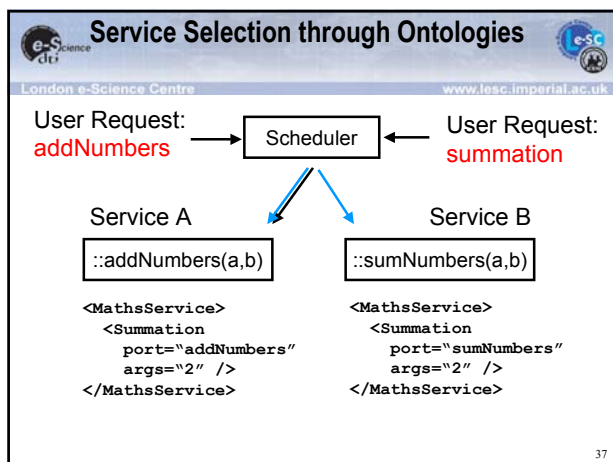 Service Selection through Ontologies
e-Science
dti
e-SC
London e-Science Centre
www.lesc.imperial.ac.uk
User Request:
addNumbers
Scheduler
User Request:
summation
Service A
Service B
::addNumbers(a,b)
::sumNumbers(a,b)
<MathsService>
<Summation
port=“addNumbers”
args=“2” />
</MathsService>
<MathsService>
<Summation
port=“sumNumbers”
args=“2” />
</MathsService>
37